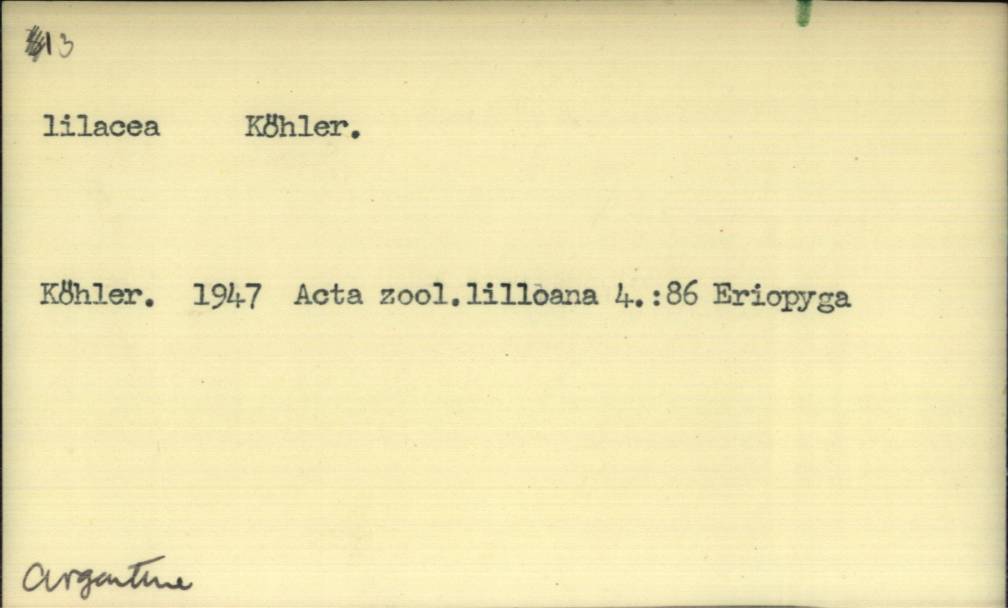 13
lilacea Köhler.
Köhler. 1947 Acta zool.lilloana 4.:86 Eriopyga
Argentine